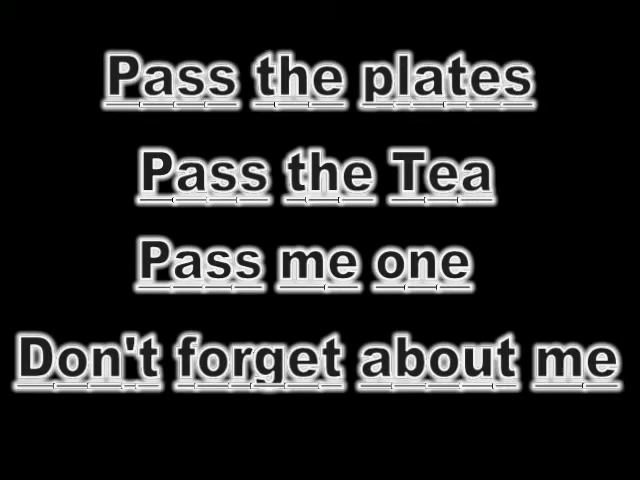 Pass the plates
Pass the Tea
Pass me one
Don't forget about me